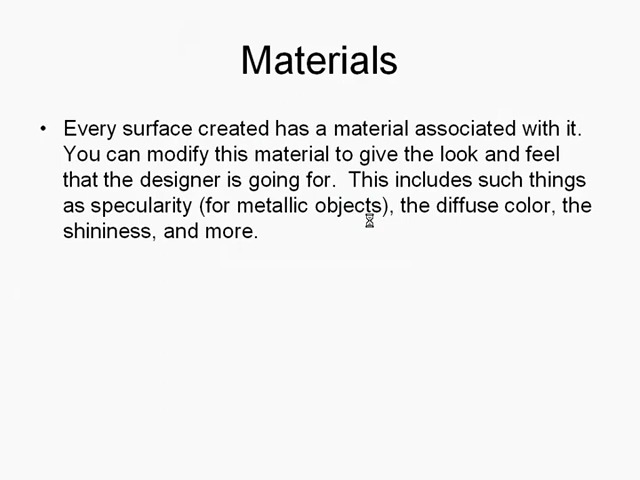 Materials
• Every surface created has a material associated with it.
You can modify this material to give the look and feel
that the designer is going for.  This includes such things
as specularity (for metallic objects), the diffuse color, the
shininess, and more.